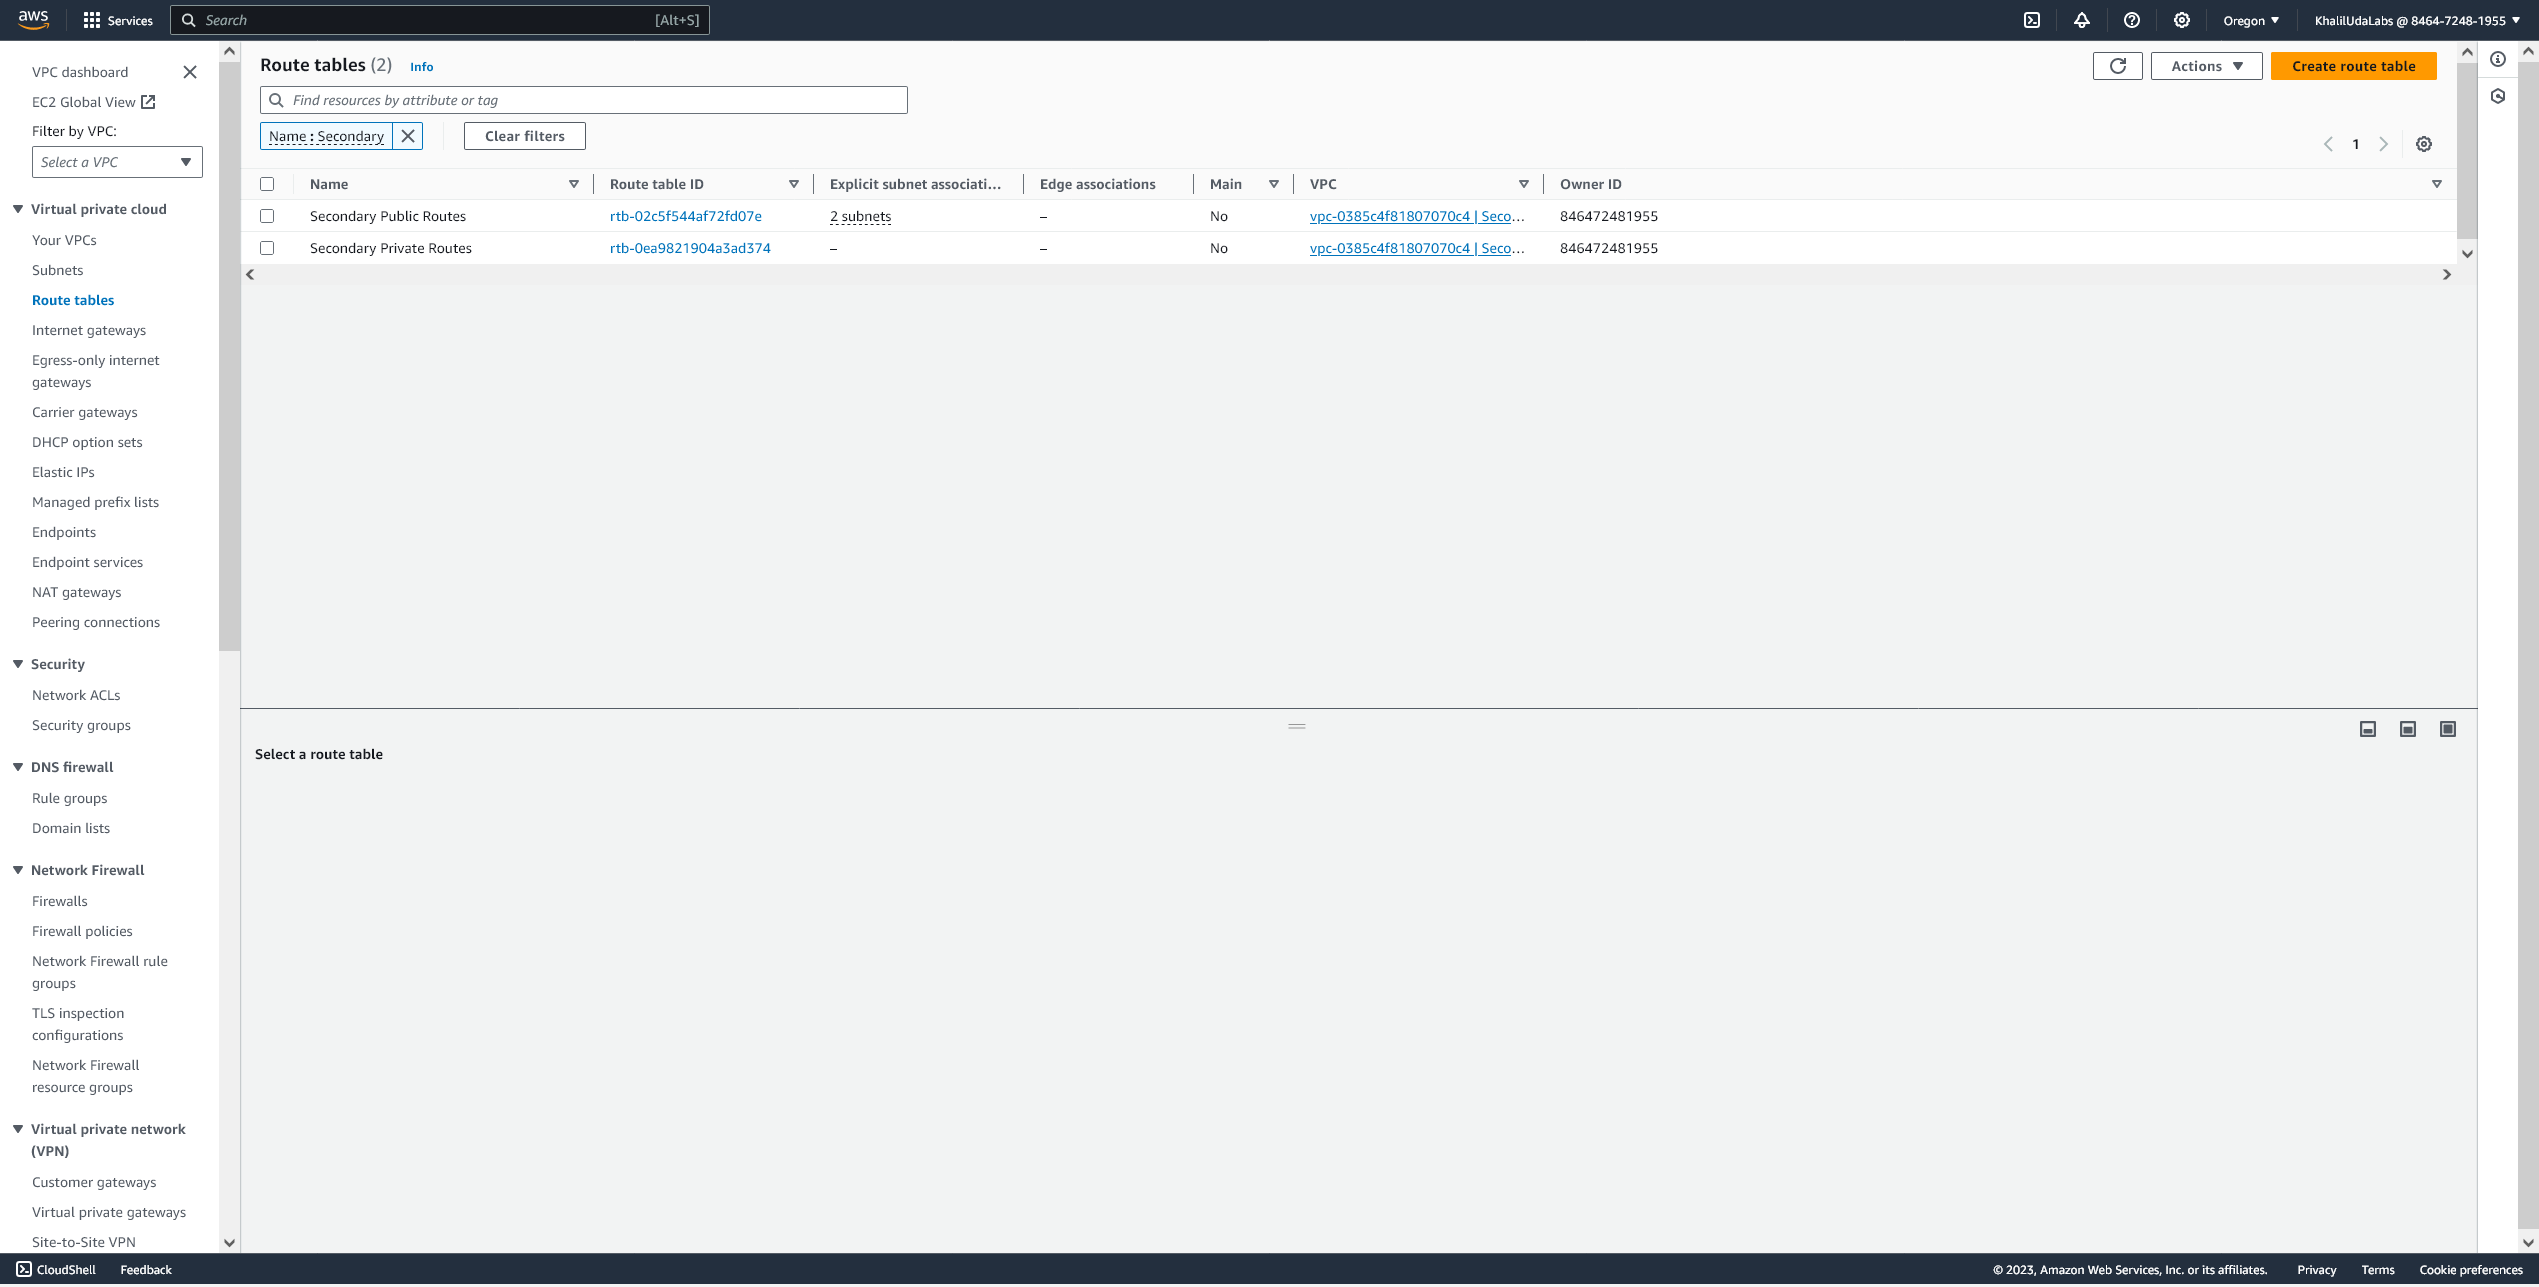 aws
Services
Search
[Alt+S]
Oregon
KhalilUdaLabs @ 8464-7248-1955
VPC dashboard
EC2 Global View
Filter by VPC:
Select a VPC
Virtual private cloud
Your VPCs
Subnets
Route tables
Internet gateways
Egress-only internet
gateways
Carrier gateways
DHCP option sets
Elastic IPs
Managed prefix lists
Endpoints
Endpoint services
NAT gateways
Peering connections
Security
Network ACLs
Security groups
DNS firewall
Rule groups
Domain lists
Network Firewall
Firewalls
Firewall policies
Network Firewall rule
groups
TLS inspection
configurations
Network Firewall
resource groups
Virtual private network
(VPN)
Customer gateways
Virtual private gateways
Site-to-Site VPN
Route tables (2) Info
Actions
Create route table
Find resources by attribute or tag
Name : Secondary
Clear filters
1
Name Route table ID Explicit subnet associati... Edge associations Main VPC Owner ID
Secondary Public Routes rtb-02c5f544af72fd07e 2 subnets – No vpc-0385c4f81807070c4 | Seco... 846472481955
Secondary Private Routes rtb-0ea9821904a3ad374 – – No vpc-0385c4f81807070c4 | Seco... 846472481955
Select a route table
CloudShell Feedback © 2023, Amazon Web Services, Inc. or its affiliates. Privacy Terms Cookie preferences